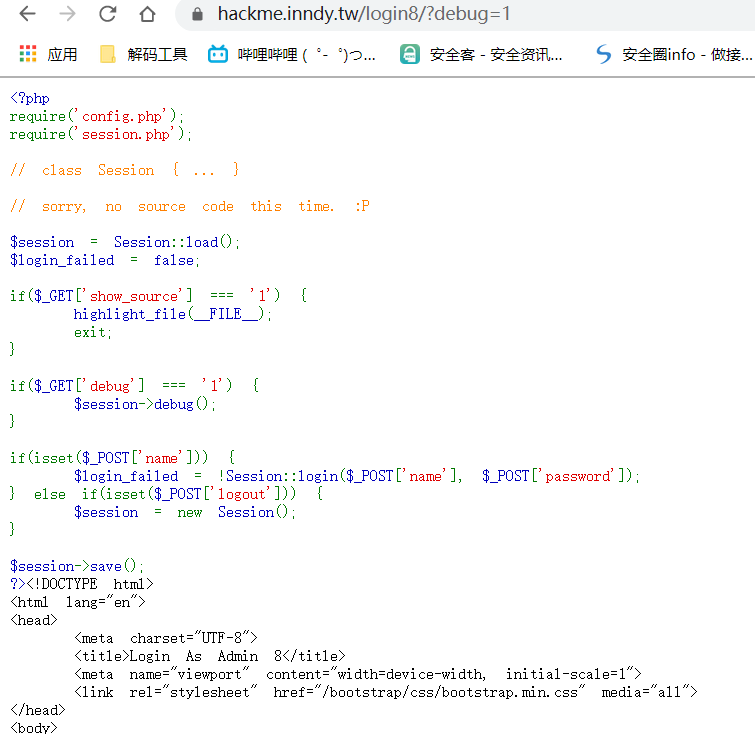 hackme.inndy.tw/login8/?debug=1
应用 解码工具 哔哩哔哩 ( ゜- ゜)つ... 安全客 - 安全资讯... 安全圈info - 做接...
<?php
require('config.php');
require('session.php');
// class Session { ... }
// sorry, no source code this time. :P
$session = Session::load();
$login_failed = false;
if($_GET['show_source'] === '1') {
highlight_file(__FILE__);
exit;
}
if($_GET['debug'] === '1') {
$session->debug();
}
if(isset($_POST['name'])) {
$login_failed = !Session::login($_POST['name'], $_POST['password']);
} else if(isset($_POST['logout'])) {
$session = new Session();
}
$session->save();
?><!DOCTYPE html>
<html lang="en">
<head>
<meta charset="UTF-8">
<title>Login As Admin 8</title>
<meta name="viewport" content="width=device-width, initial-scale=1">
<link rel="stylesheet" href="/bootstrap/css/bootstrap.min.css" media="all">
</head>
<body>